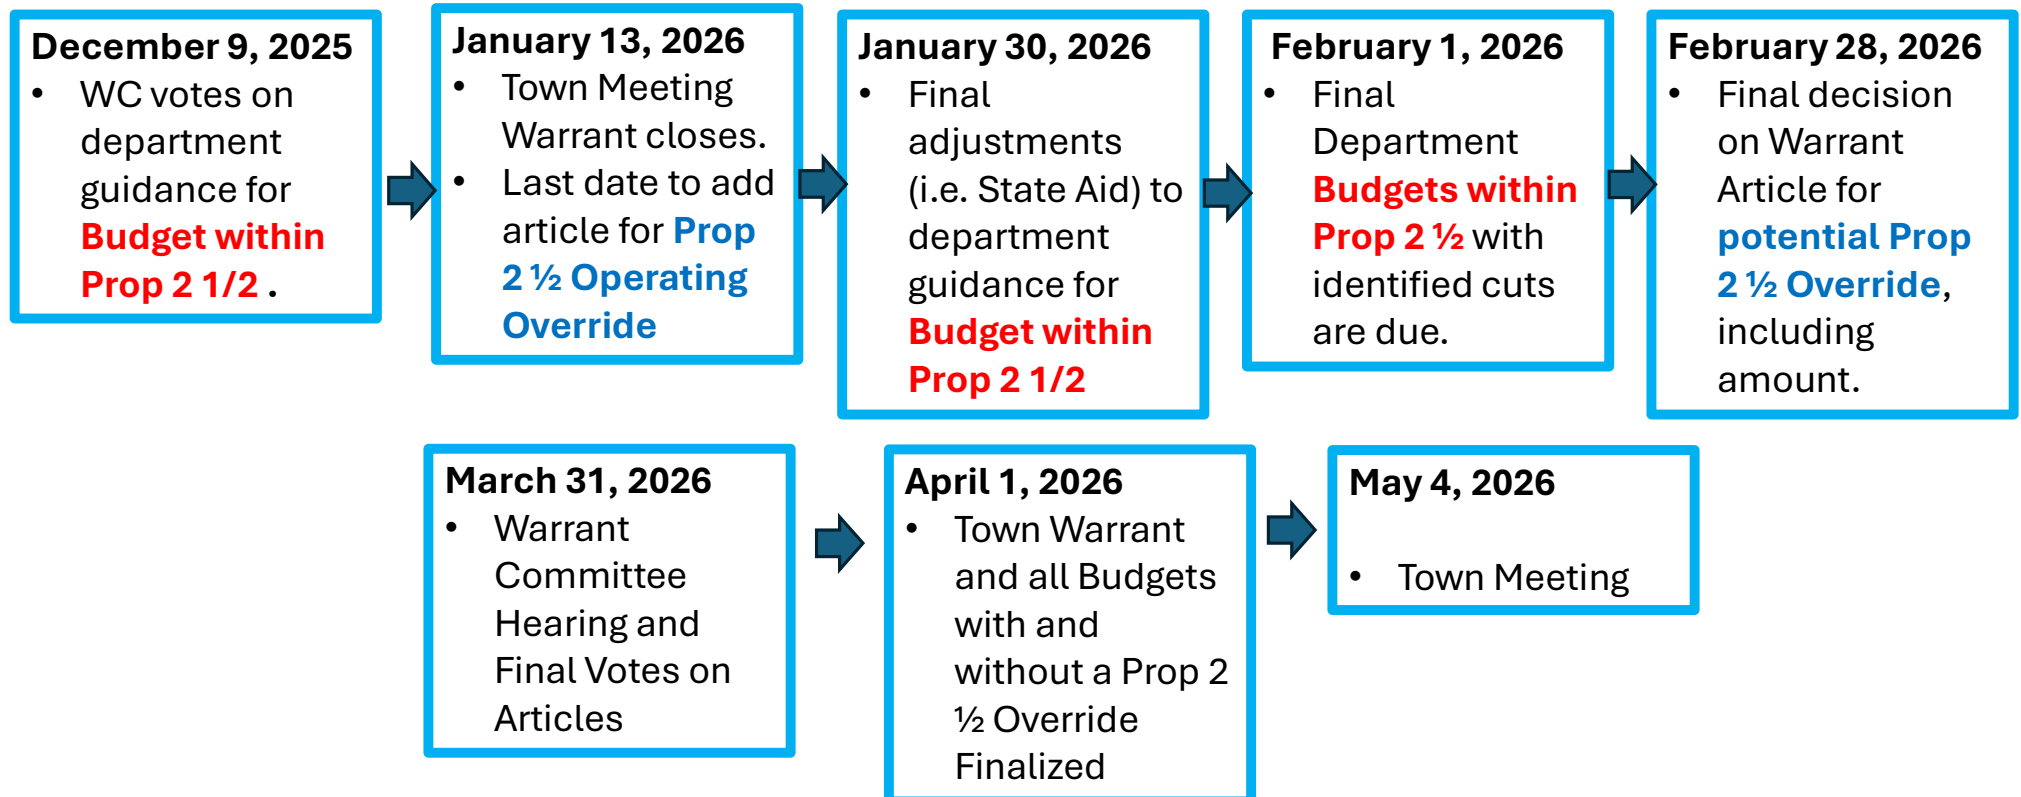 December 9, 2025
• WC votes on
department
guidance for
Budget within
Prop 2 1/2 .
January 13, 2026
• Town Meeting
Warrant closes.
• Last date to add
article for Prop
2 ½ Operating
Override
January 30, 2026
• Final
adjustments
(i.e. State Aid) to
department
guidance for
Budget within
Prop 2 1/2
February 1, 2026
• Final
Department
Budgets within
Prop 2 ½ with
identified cuts
are due.
February 28, 2026
• Final decision
on Warrant
Article for
potential Prop
2 ½ Override,
including
amount.
March 31, 2026
• Warrant
Committee
Hearing and
Final Votes on
Articles
April 1, 2026
• Town Warrant
and all Budgets
with and
without a Prop 2
½ Override
Finalized
May 4, 2026
• Town Meeting